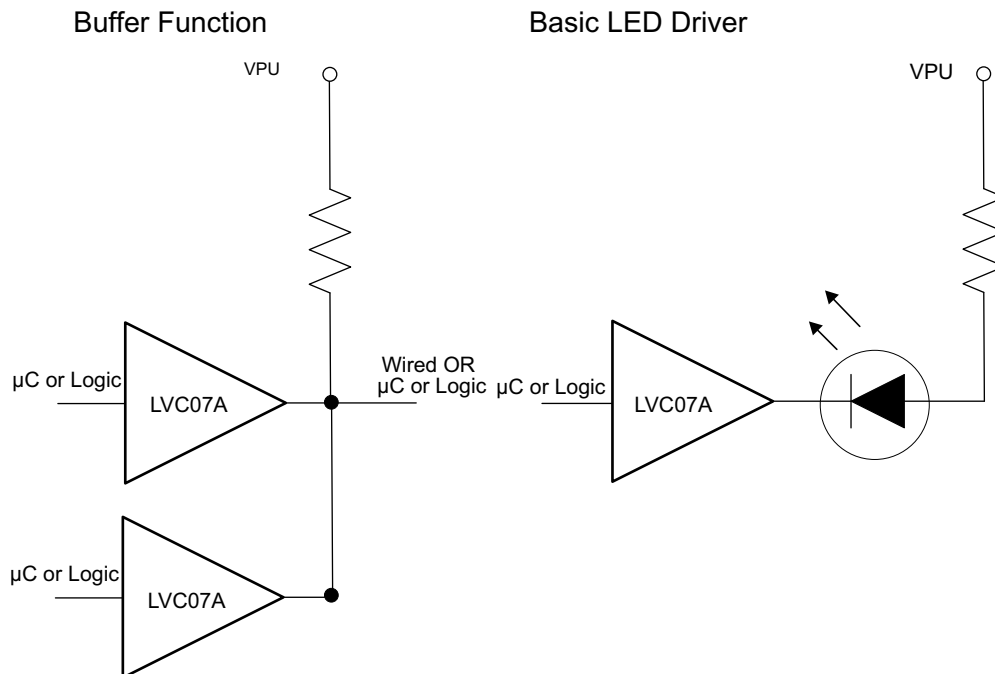 Buffer Function
Basic LED Driver
VPU
VPU
µC or Logic
LVC07A
Wired OR
µC or Logic
µC or Logic
LVC07A
µC or Logic
LVC07A